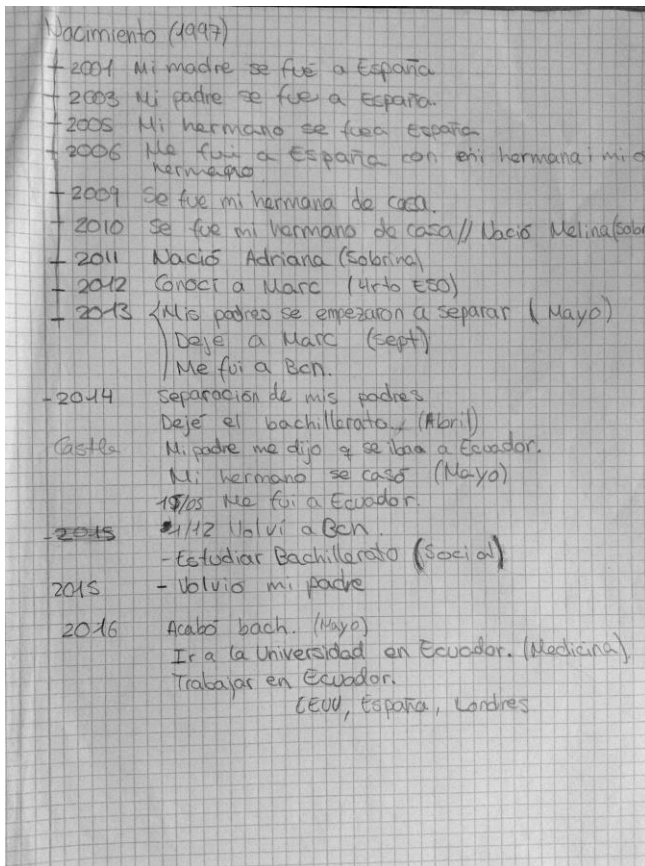 Nacimiento (1997)
2001 Mi madre se fué a España
2003 Mi padre se fue a España.
2005 Mi hermano se fue a España
2006 Me fui a España con mi hermana i mi o
hermano
2009 Se fue mi hermana de casa.
2010 Se fue mi hermano de casa // Nació Melina (Sobr
2011 Nació Adriana (Sobrina)
2012 Conocí a Marc (4rto ESO)
2013 Mis padres se empezaron a separar (Mayo)
Deje a Marc (sept)
Me fui a Bcn.
-2014 Separación de mis padres
Dejé el bachillerato, (Abril)
Mi padre me dijo q se iba a Ecuador.
Mi hermano se casó (Mayo)
/05 Me fui a Ecuador.
-2015 1/12 Volví a Bcn.
-Estudiar Bachillerato (Social)
2015 - Volvio mi padre
2016 Acabó bach. (Mayo)
Ir a la Universidad en Ecuador. (Medicina),
Trabajar en Ecuador.
España, Londres